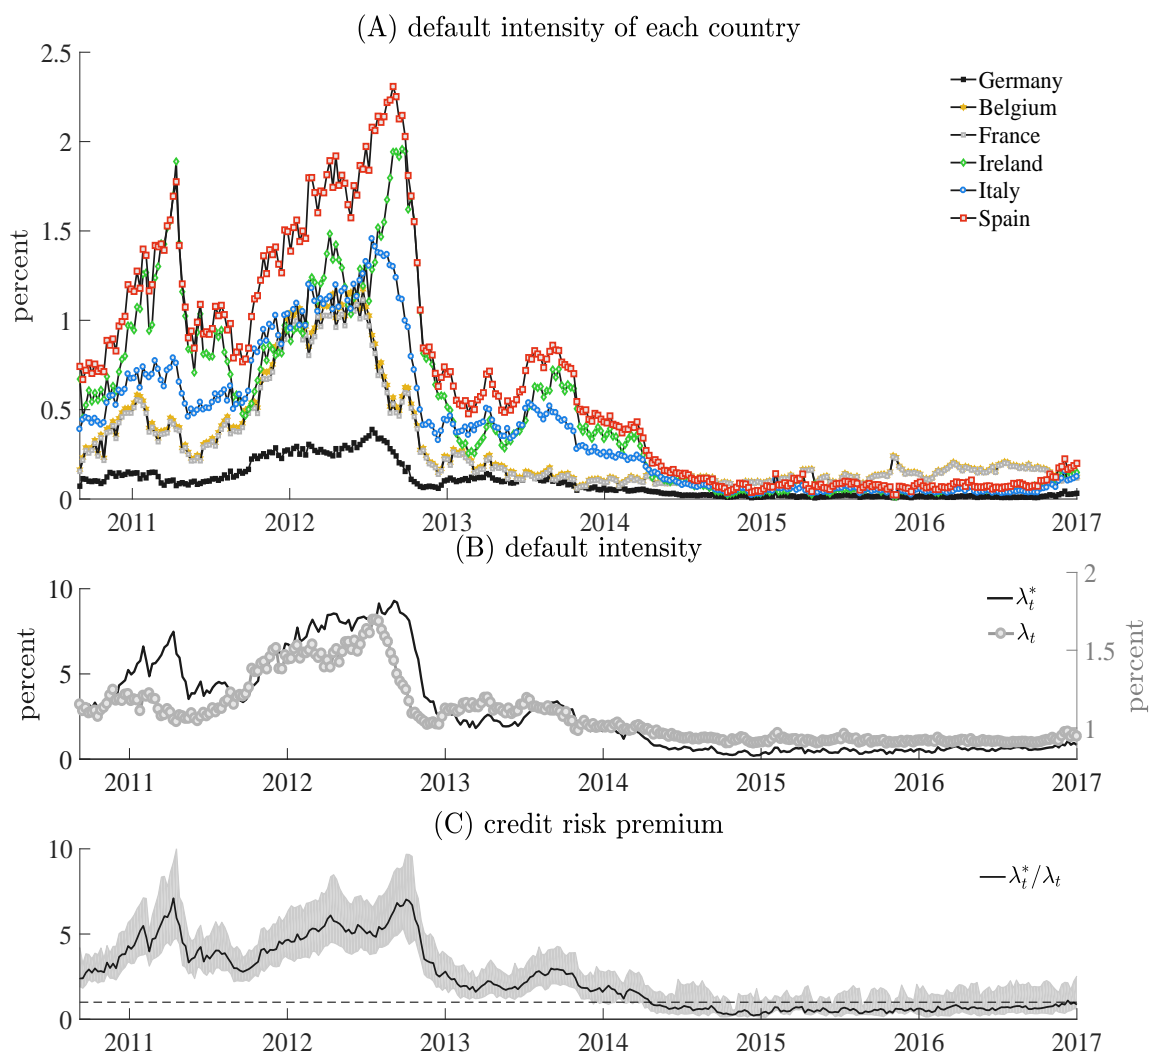 (A) default intensity of each country
2.5
2
1.5
1
0.5
0
percent
Germany
Belgium
France
Ireland
Italy
Spain
2011 2012 2013 2014 2015 2016 2017
(B) default intensity
10
5
0
percent
λ*t
λt
2
1.5
1
percent
2011 2012 2013 2014 2015 2016 2017
(C) credit risk premium
10
5
0
λ*t/λt
2011 2012 2013 2014 2015 2016 2017